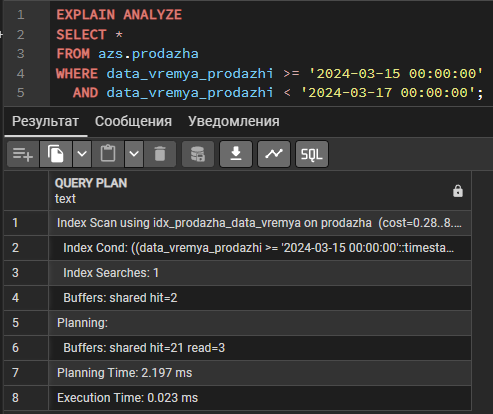 1 EXPLAIN ANALYZE
2 SELECT *
3 FROM azs.prodazha
4 WHERE data_vremya_prodazhi >= '2024-03-15 00:00:00'
5 AND data_vremya_prodazhi < '2024-03-17 00:00:00';
Результат Сообщения Уведомления
SQL
QUERY PLAN
text
1 Index Scan using idx_prodazha_data_vremya on prodazha (cost=0.28..8....
2 Index Cond: ((data_vremya_prodazhi >= '2024-03-15 00:00:00'::timesta...
3 Index Searches: 1
4 Buffers: shared hit=2
5 Planning:
6 Buffers: shared hit=21 read=3
7 Planning Time: 2.197 ms
8 Execution Time: 0.023 ms